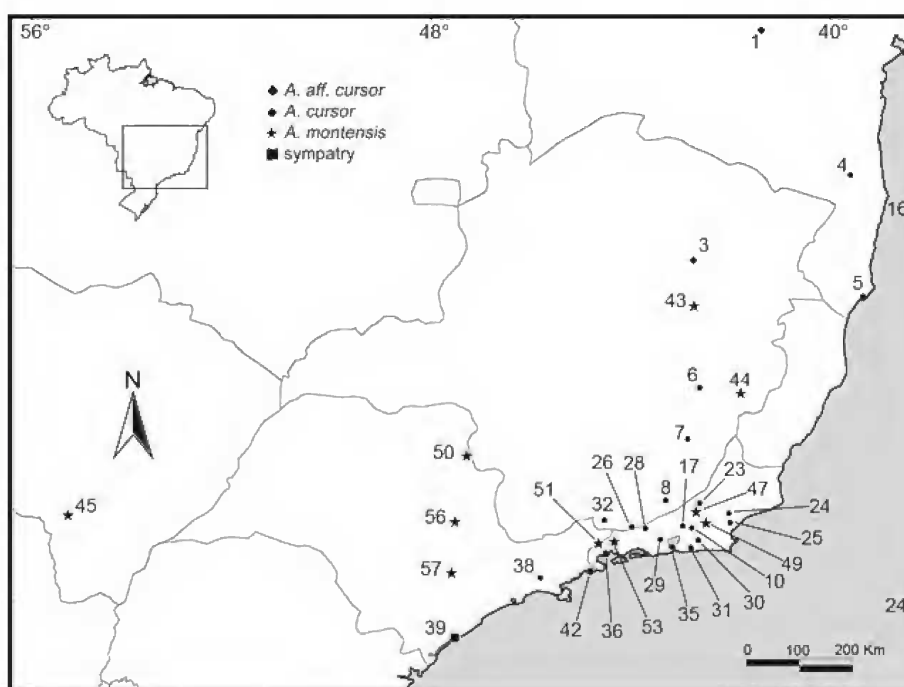 56° 48° 40°
1
A. aff. cursor
A. cursor
A. montensis
sympatry
4
16
3
5
43
6 44
N
7
50
26 28 17 23
51 8 47
45 32 24
56
25
49
57 38 10
29 30
31
35
39 42 36 53
24
0 100 200 Km